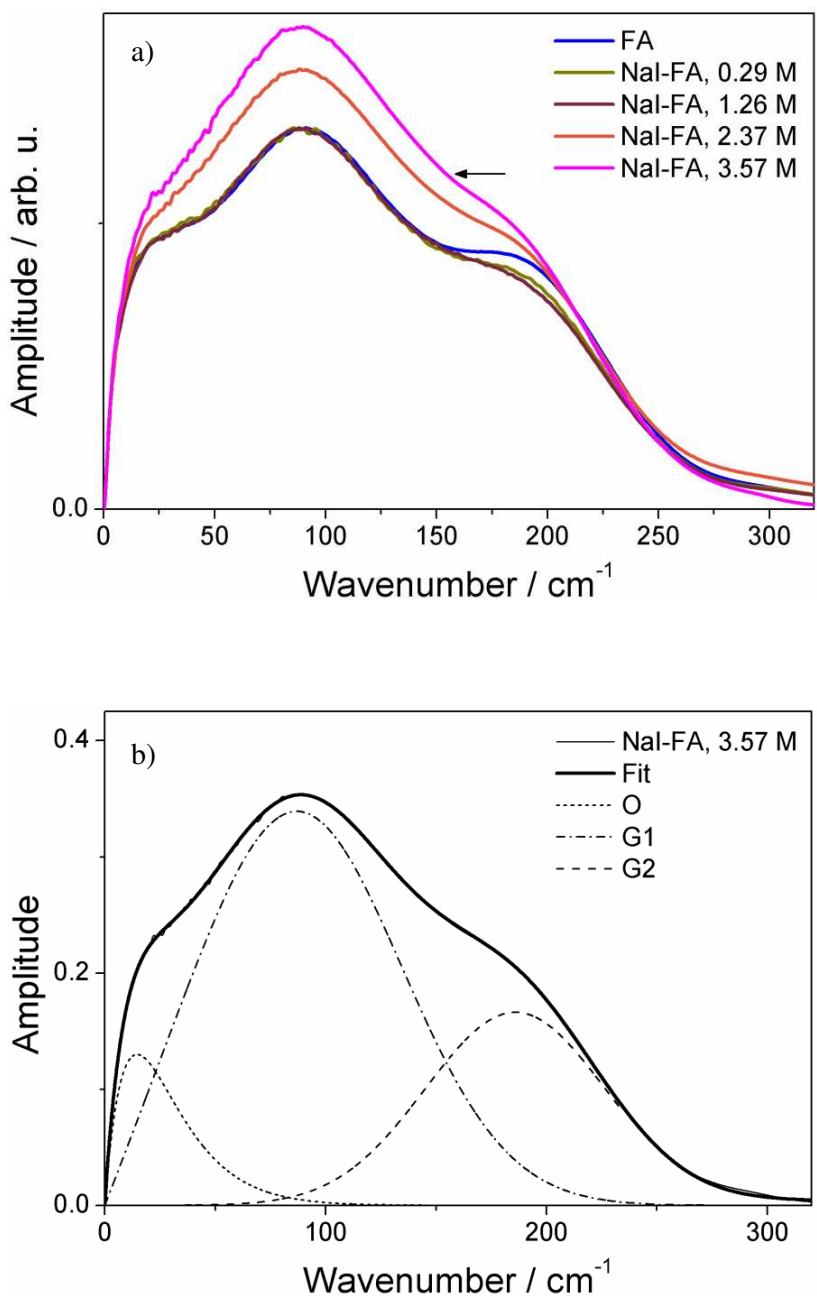 a)
FA
NaI-FA, 0.29 M
NaI-FA, 1.26 M
NaI-FA, 2.37 M
NaI-FA, 3.57 M
Amplitude / arb. u.
0.0
0 50 100 150 200 250 300
Wavenumber / cm⁻¹
b)
NaI-FA, 3.57 M
Fit
O
G1
G2
Amplitude
0.4
0.2
0.0
0 100 200 300
Wavenumber / cm⁻¹